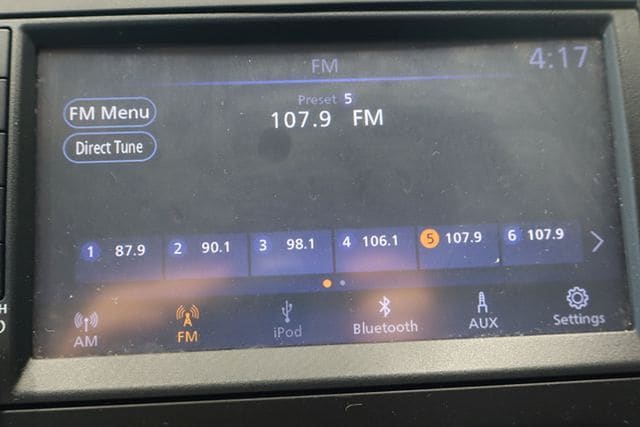 FM
4:17
Preset 5
FM Menu
107.9 FM
Direct Tune
1 87.9
2 90.1
3 98.1
4 106.1
5 107.9
6 107.9
AM
FM
iPod
Bluetooth
AUX
Settings
H